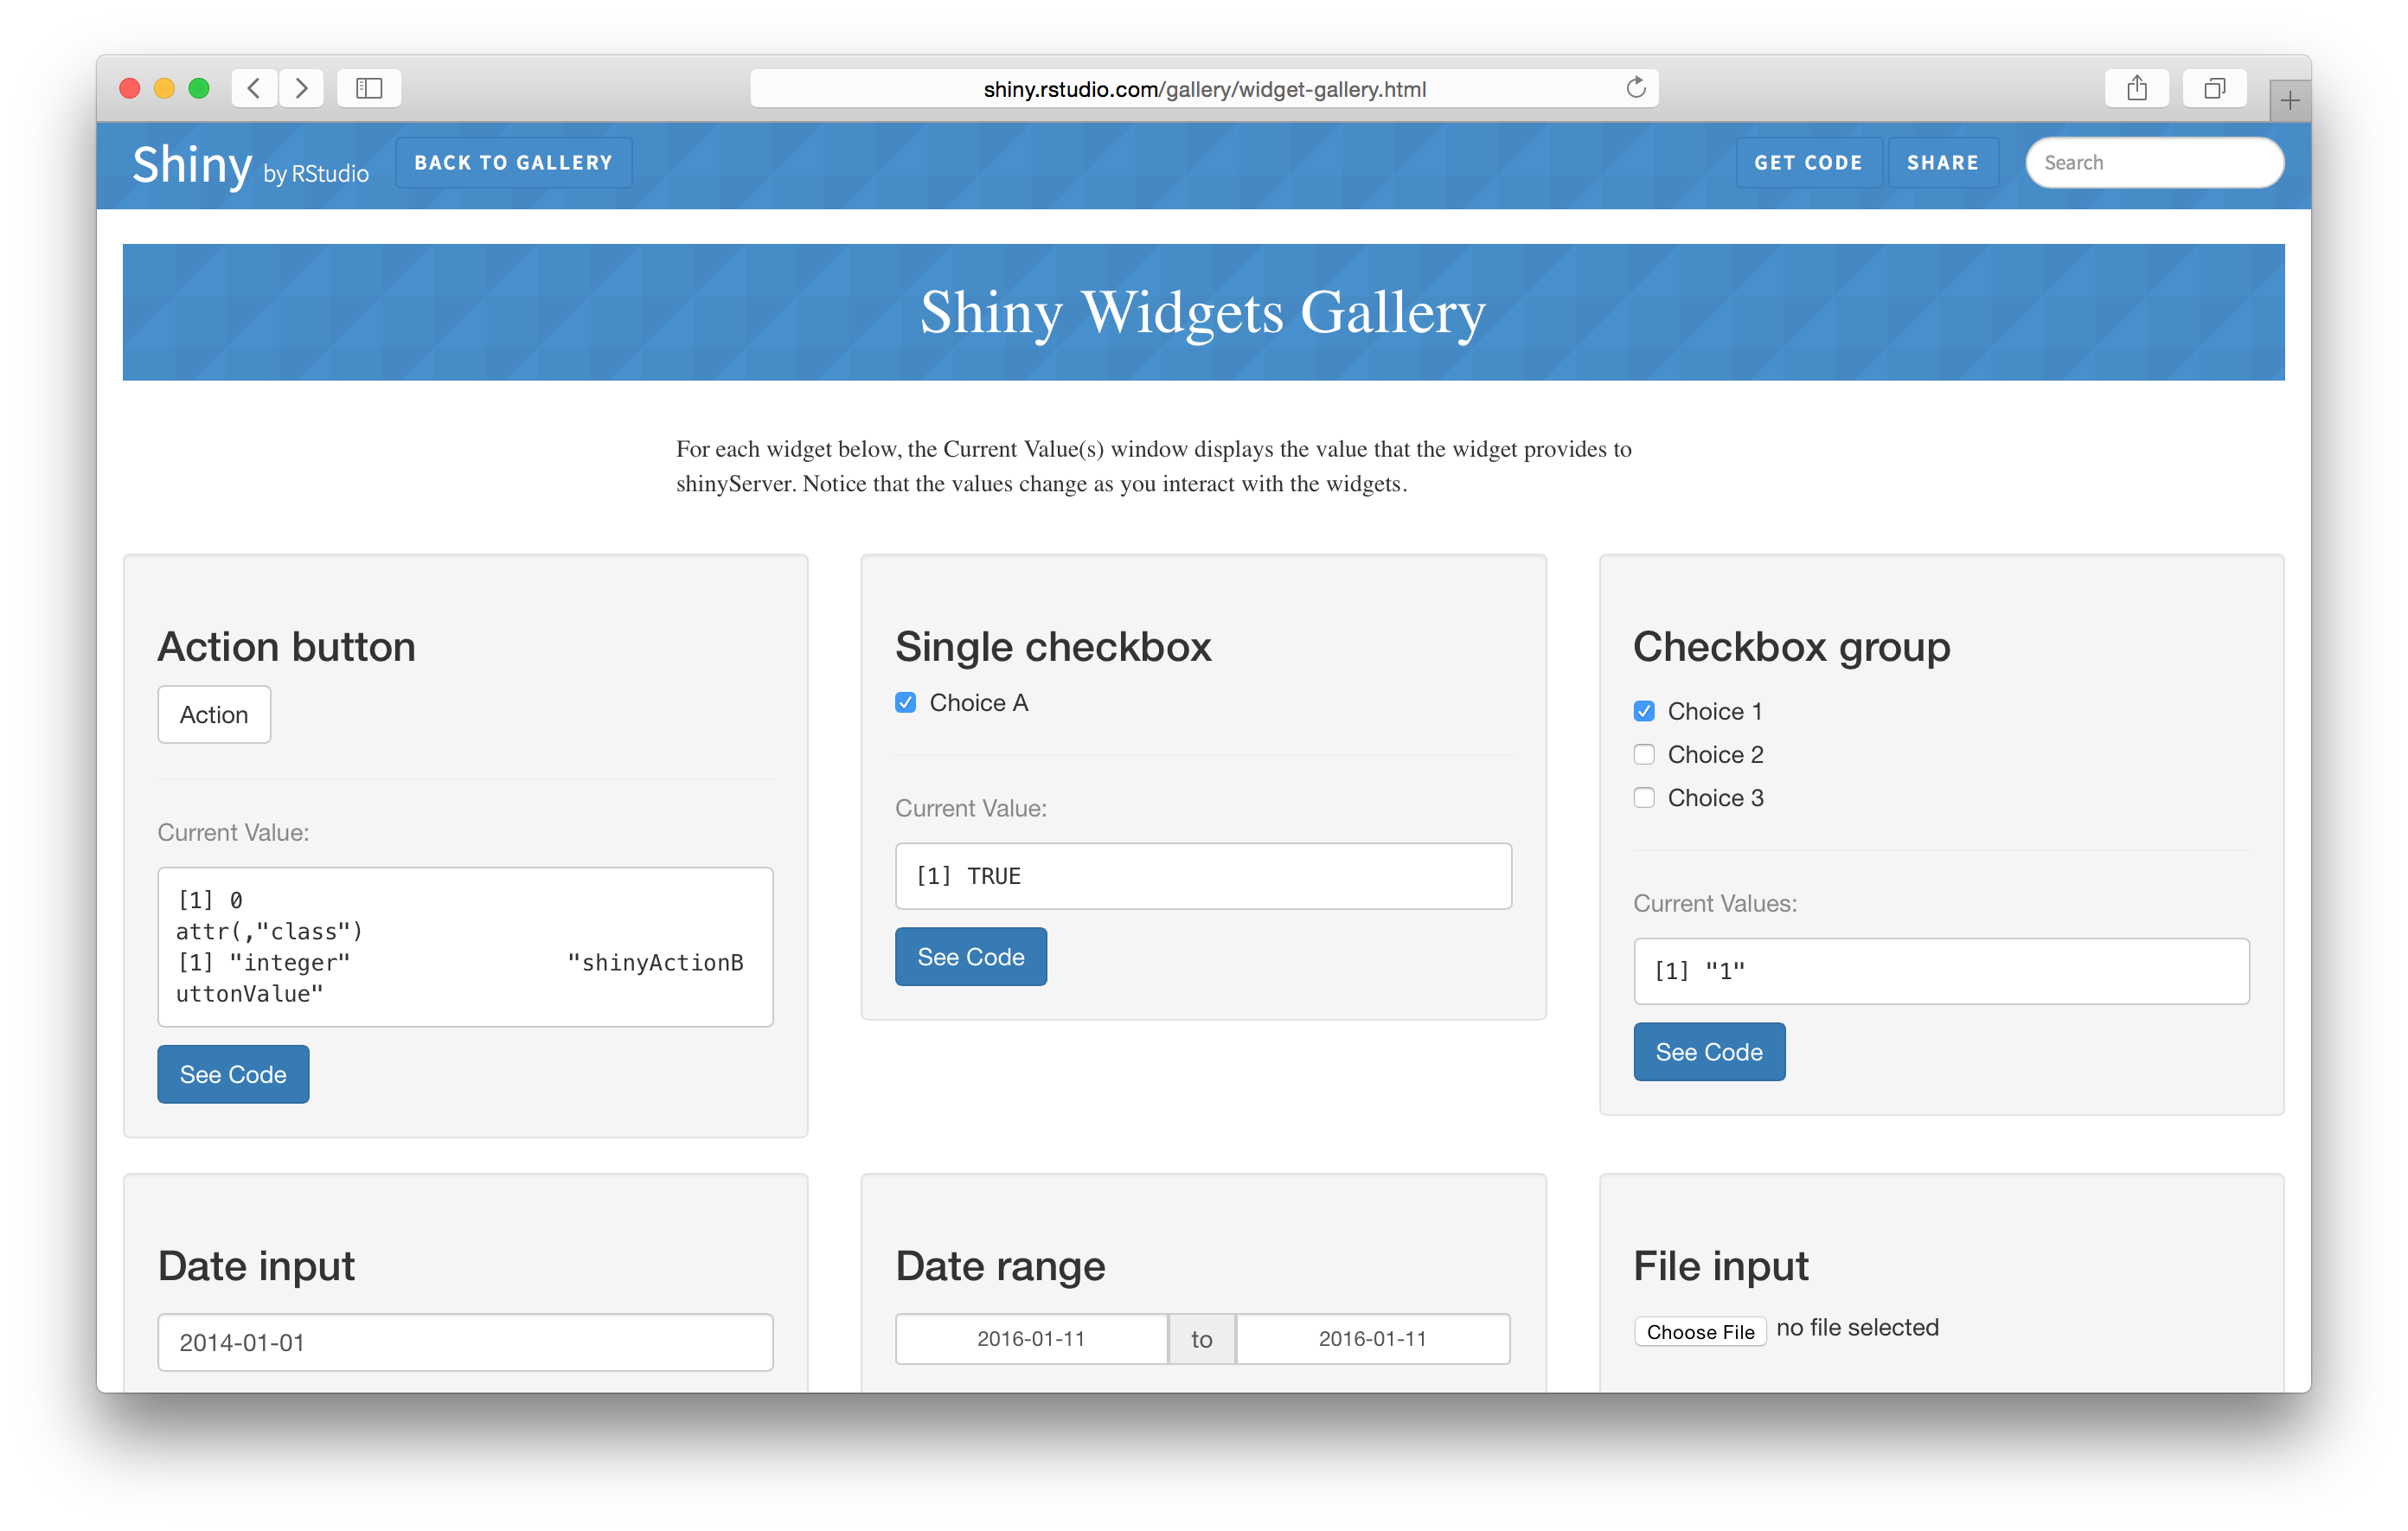 shiny.rstudio.com/gallery/widget-gallery.html
Shiny by RStudio
BACK TO GALLERY
GET CODE
SHARE
Search
Shiny Widgets Gallery
For each widget below, the Current Value(s) window displays the value that the widget provides to
shinyServer. Notice that the values change as you interact with the widgets.
Action button
Action
Current Value:
[1] 0
attr(,"class")
[1] "integer"                "shinyActionB
uttonValue"
See Code
Single checkbox
Choice A
Current Value:
[1] TRUE
See Code
Checkbox group
Choice 1
Choice 2
Choice 3
Current Values:
[1] "1"
See Code
Date input
2014-01-01
Date range
2016-01-11 to 2016-01-11
File input
Choose File no file selected